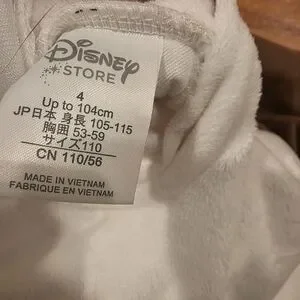 Disney
STORE
4
Up to 104cm
JP日本 身長 105-115
胸囲 53-59
サイズ110
CN 110/56
MADE IN VIETNAM
FABRIQUE EN VIETNAM